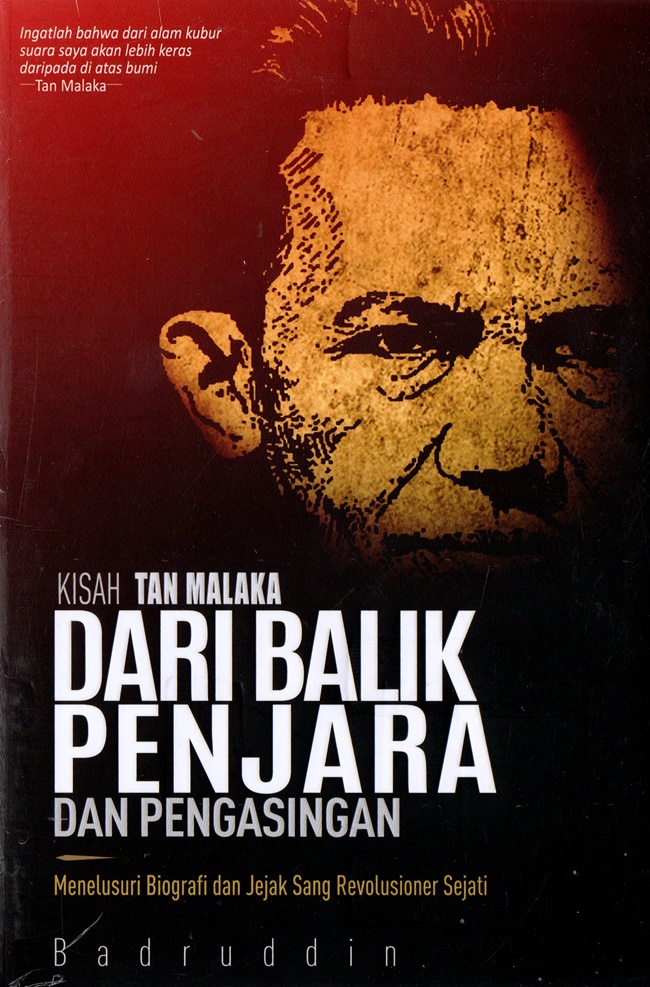 Ingatlah bahwa dari alam kubur
suara saya akan lebih keras
daripada di atas bumi
—Tan Malaka—
KISAH TAN MALAKA
DARI BALIK
PENJARA
DAN PENGASINGAN
Menelusuri Biografi dan Jejak Sang Revolusioner Sejati
Badruddin